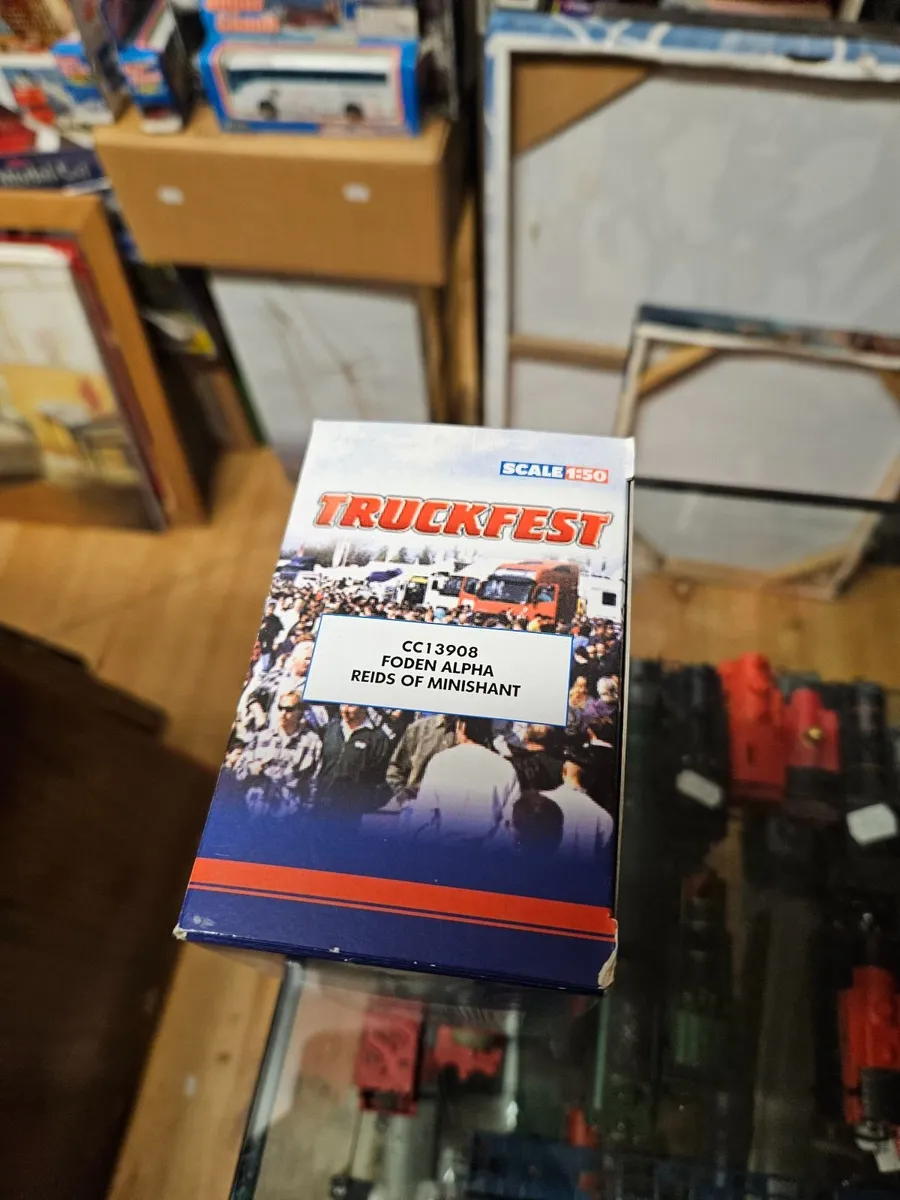 SCALE 1:50
TRUCKFEST
CC13908
FODEN ALPHA
REIDS OF MINISHANT